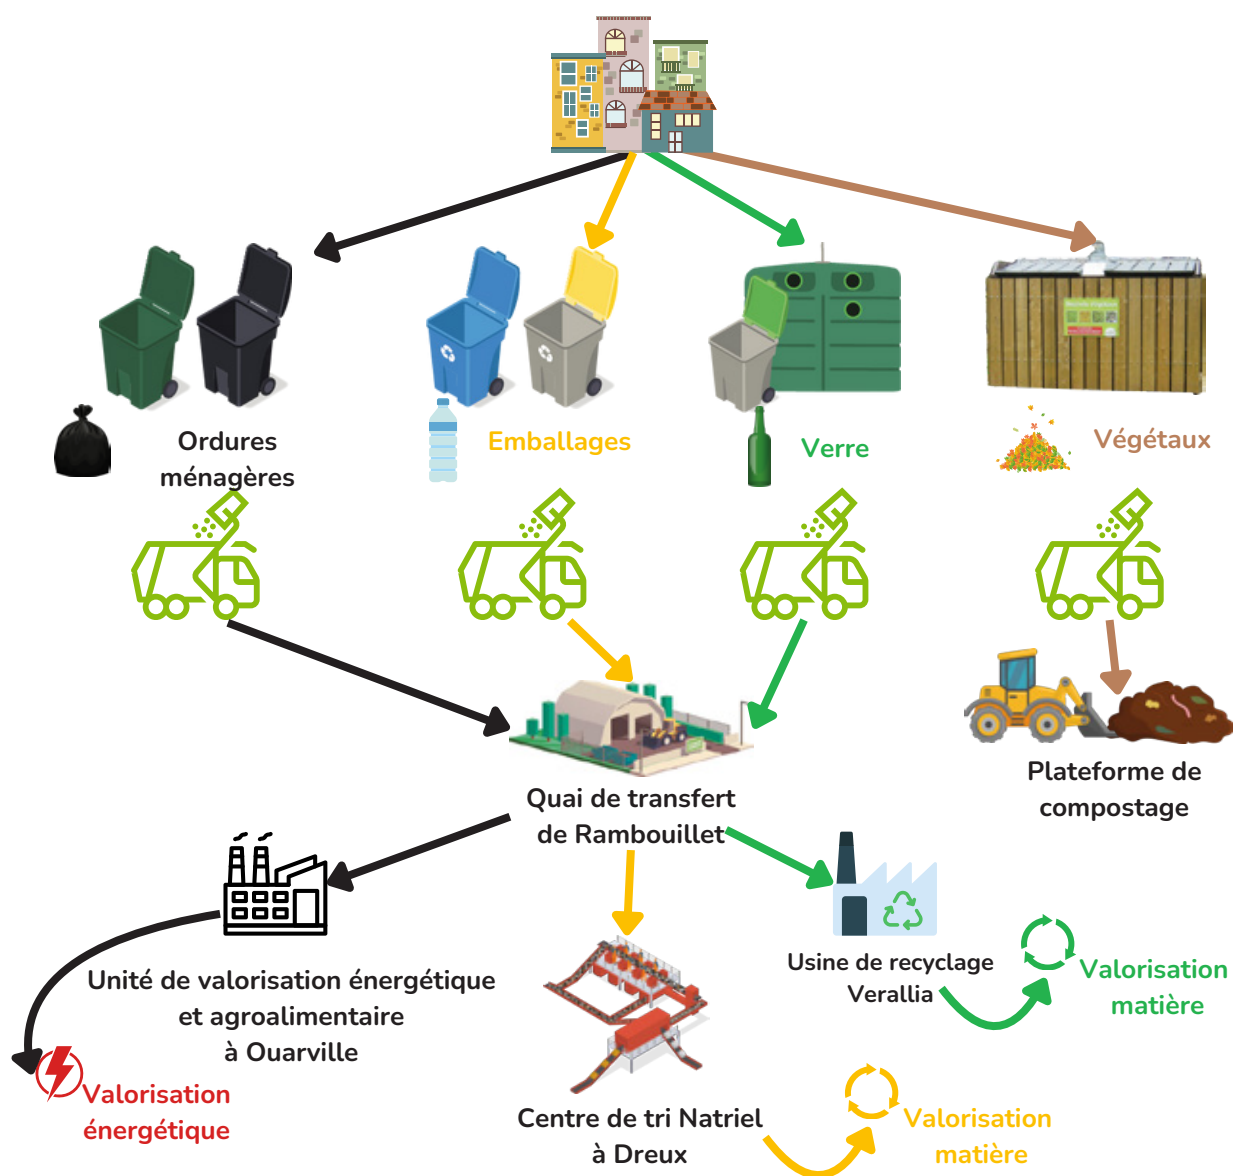 Ordures
ménagères
Emballages
Verre
Végétaux
Quai de transfert
de Rambouillet
Plateforme de
compostage
Unité de valorisation énergétique
et agroalimentaire
à Ouarville
Usine de recyclage
Verallia
Valorisation
matière
Valorisation
énergétique
Centre de tri Natriel
à Dreux
Valorisation
matière